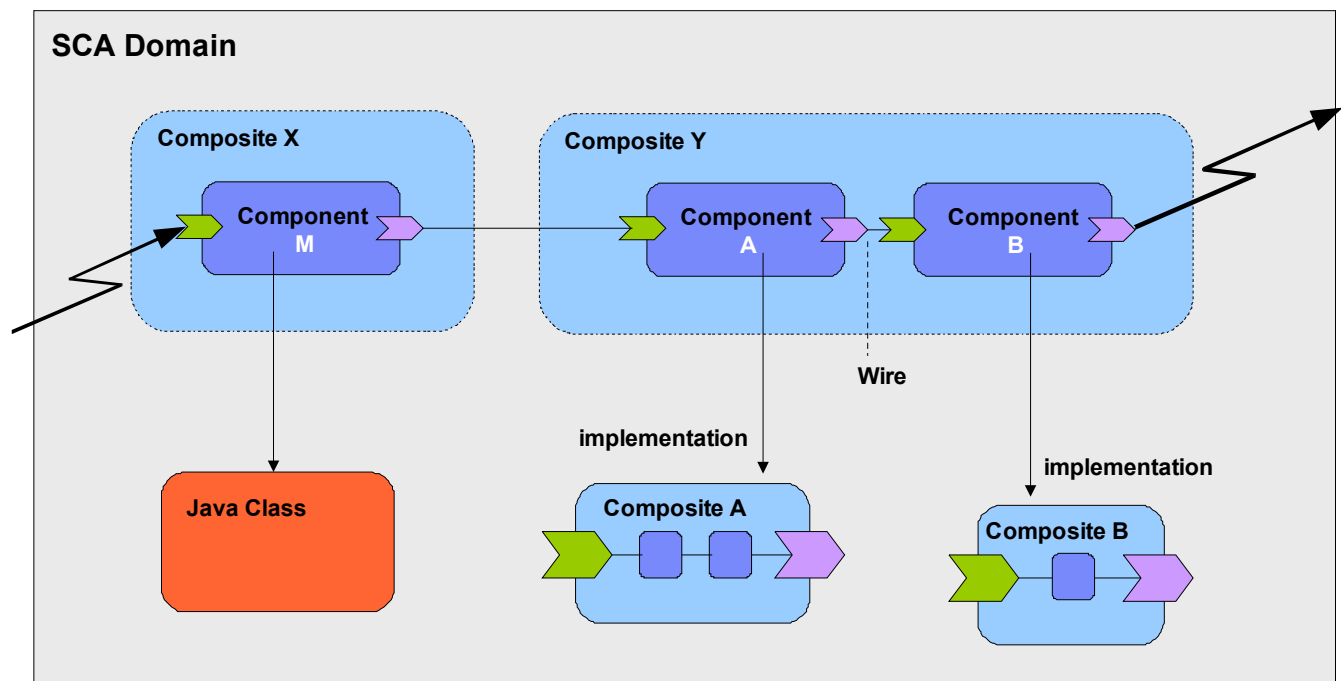 SCA Domain
Composite X
Component
M
Composite Y
Component
A
Component
B
Wire
implementation
implementation
Java Class
Composite A
Composite B